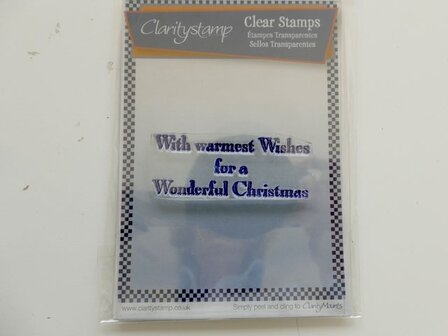 Claritystamp
Clear Stamps
Étampes Transparentes
Sellos Transparentes
With warmest Wishes
for a
Wonderful Christmas
www.claritystamp.co.uk
Simply peel and cling to ClarityMounts